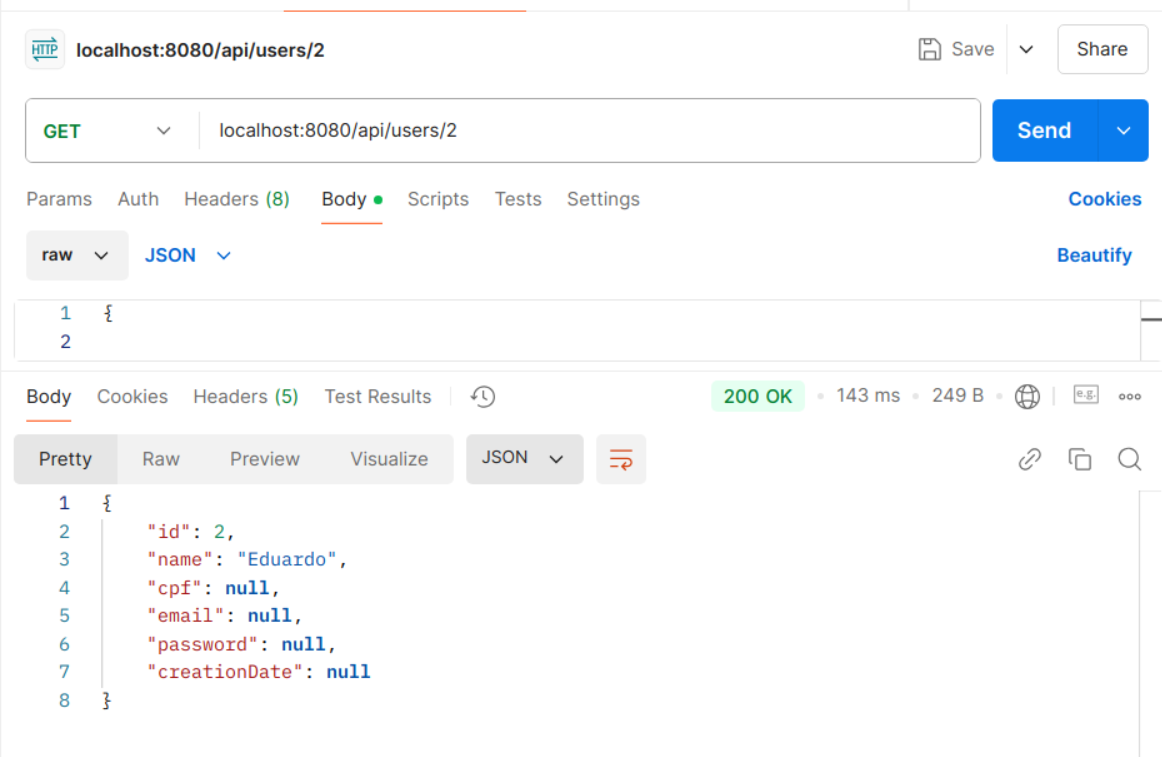 HTTP localhost:8080/api/users/2 Save Share
GET localhost:8080/api/users/2 Send
Params Auth Headers (8) Body Scripts Tests Settings Cookies
raw JSON Beautify
1 {
2
Body Cookies Headers (5) Test Results 200 OK 143 ms 249 B e.g.
Pretty Raw Preview Visualize JSON
1 {
2 "id": 2,
3 "name": "Eduardo",
4 "cpf": null,
5 "email": null,
6 "password": null,
7 "creationDate": null
8 }